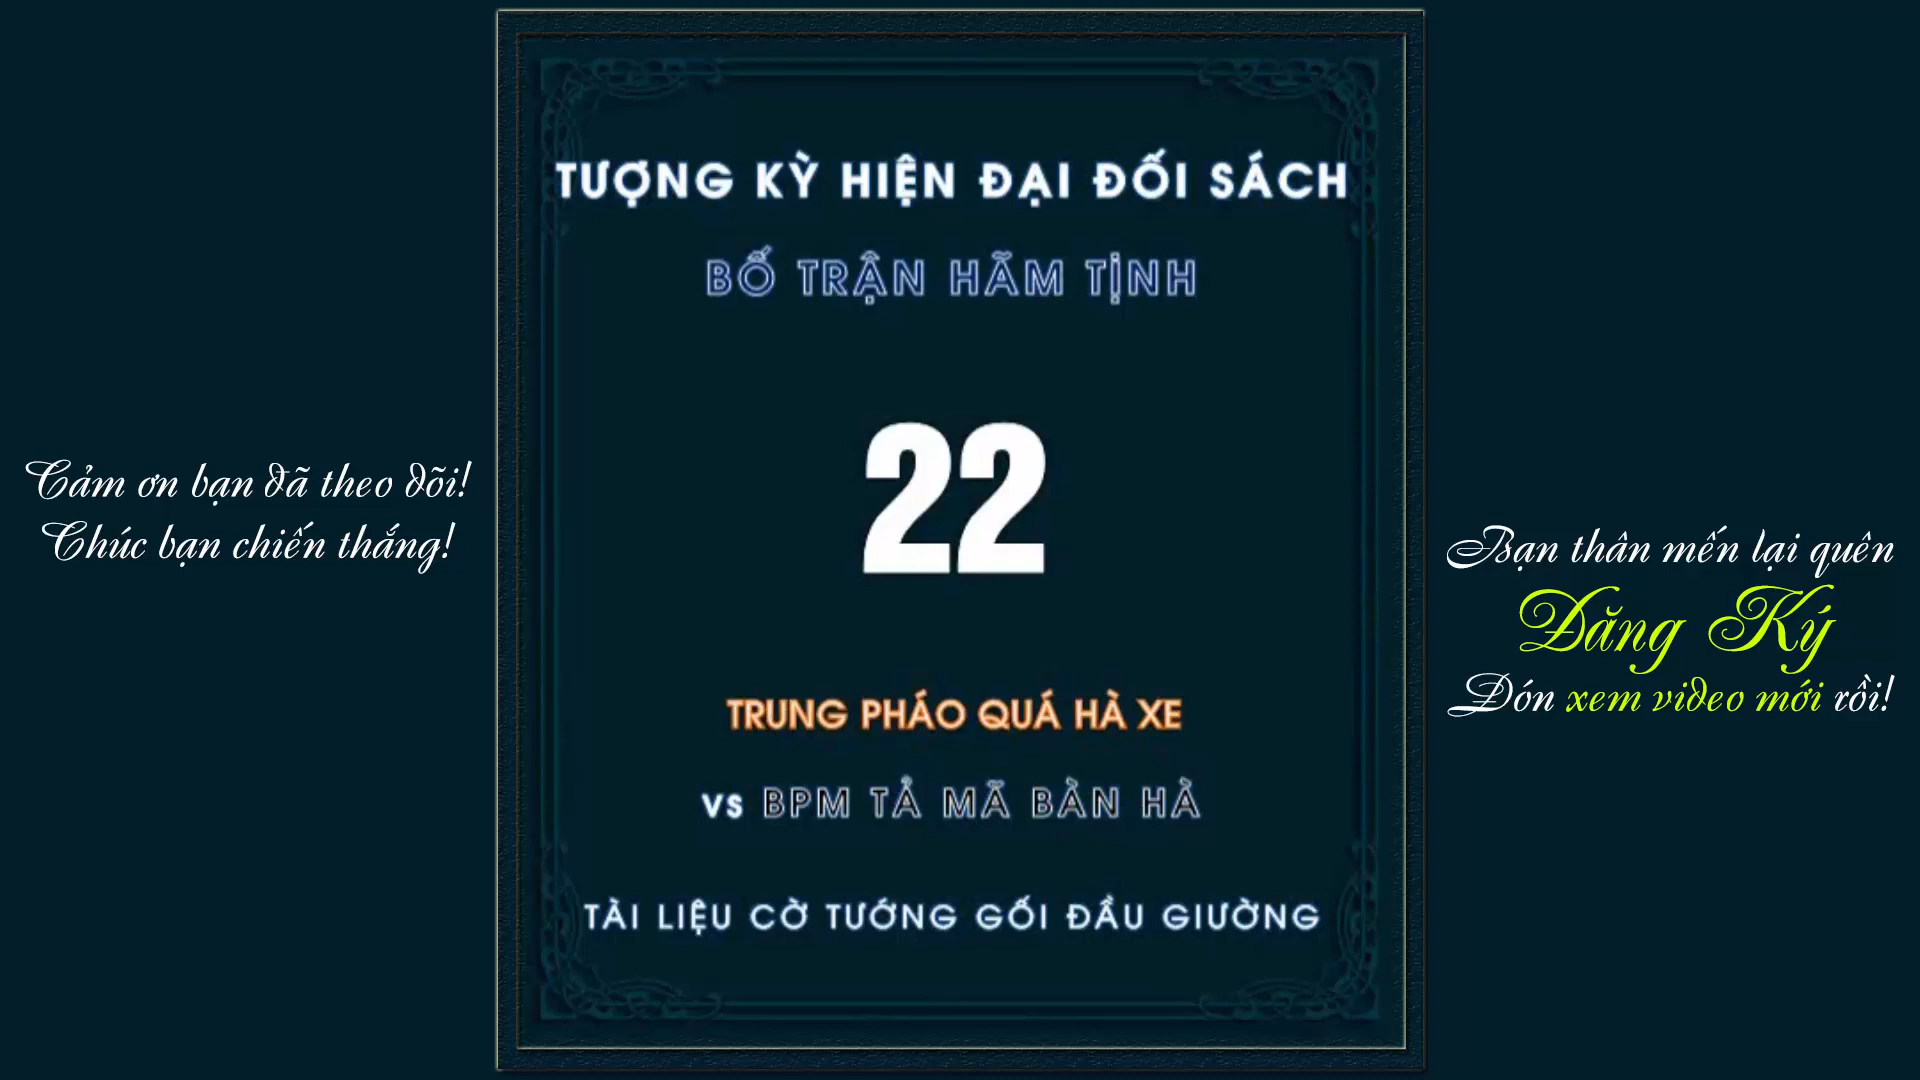 Cảm ơn bạn đã theo dõi!
Chúc bạn chiến thắng!
TƯỢNG KỲ HIỆN ĐẠI ĐỐI SÁCH
BỐ TRẬN HÃM TỊNH
22
TRUNG PHÁO QUÁ HÀ XE
vs BPM TẢ MÃ BÀN HÀ
TÀI LIỆU CỜ TƯỚNG GỐI ĐẦU GIƯỜNG
Bạn thân mến lại quên
Đăng Ký
Đón xem video mới rồi!